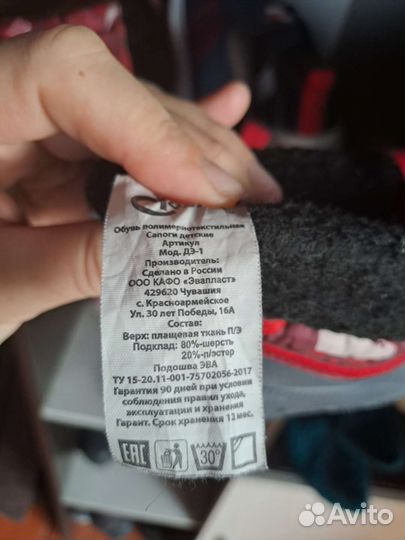 Обувь полимернотекстильная
Сапоги детские
Артикул
Мод. ДЭ-1
Производитель:
Сделано в России
ООО КАФО «Эвапласт»
429620 Чувашия
с. Красноармейское
Ул. 30 лет Победы, 16А
Состав:
Верх: плащевая ткань П/Э
Подклад: 80%-шерсть
20%-п/эстер
Подошва ЭВА
ТУ 15-20.11-001-75702056-2017
Гарантия 90 дней при условии
соблюдения правил ухода,
эксплуатации и хранения
Гарант. Срок хранения 12 мес.
EAC 30°
Avito